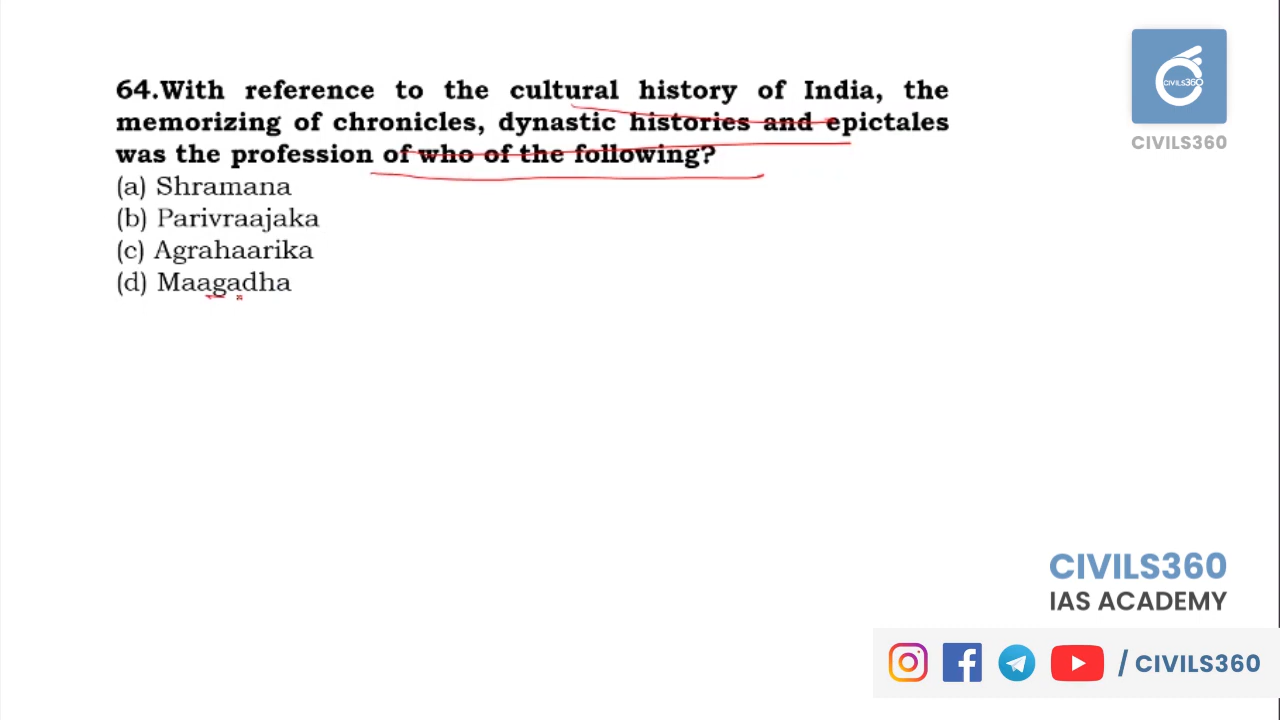 CIVILS360
CIVILS360
64.With reference to the cultural history of India, the
memorizing of chronicles, dynastic histories and epictales
was the profession of who of the following?
(a) Shramana
(b) Parivraajaka
(c) Agrahaarika
(d) Maagadha
CIVILS360
IAS ACADEMY
/ CIVILS360